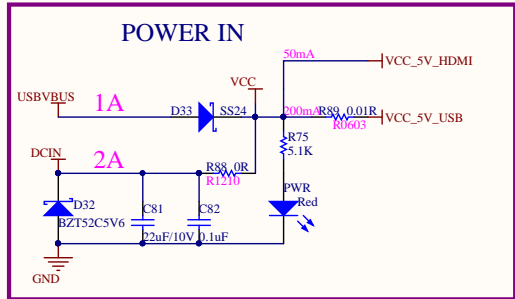 POWER IN
50mA
VCC_5V_HDMI
VCC
USBVBUS
1A
D33
SS24
200mA
R89
0.01R
VCC_5V_USB
R0603
R75
5.1K
DCIN
2A
R88
0R
R1210
PWR
Red
D32
BZT52C5V6
C81
C82
22uF/10V
0.1uF
GND